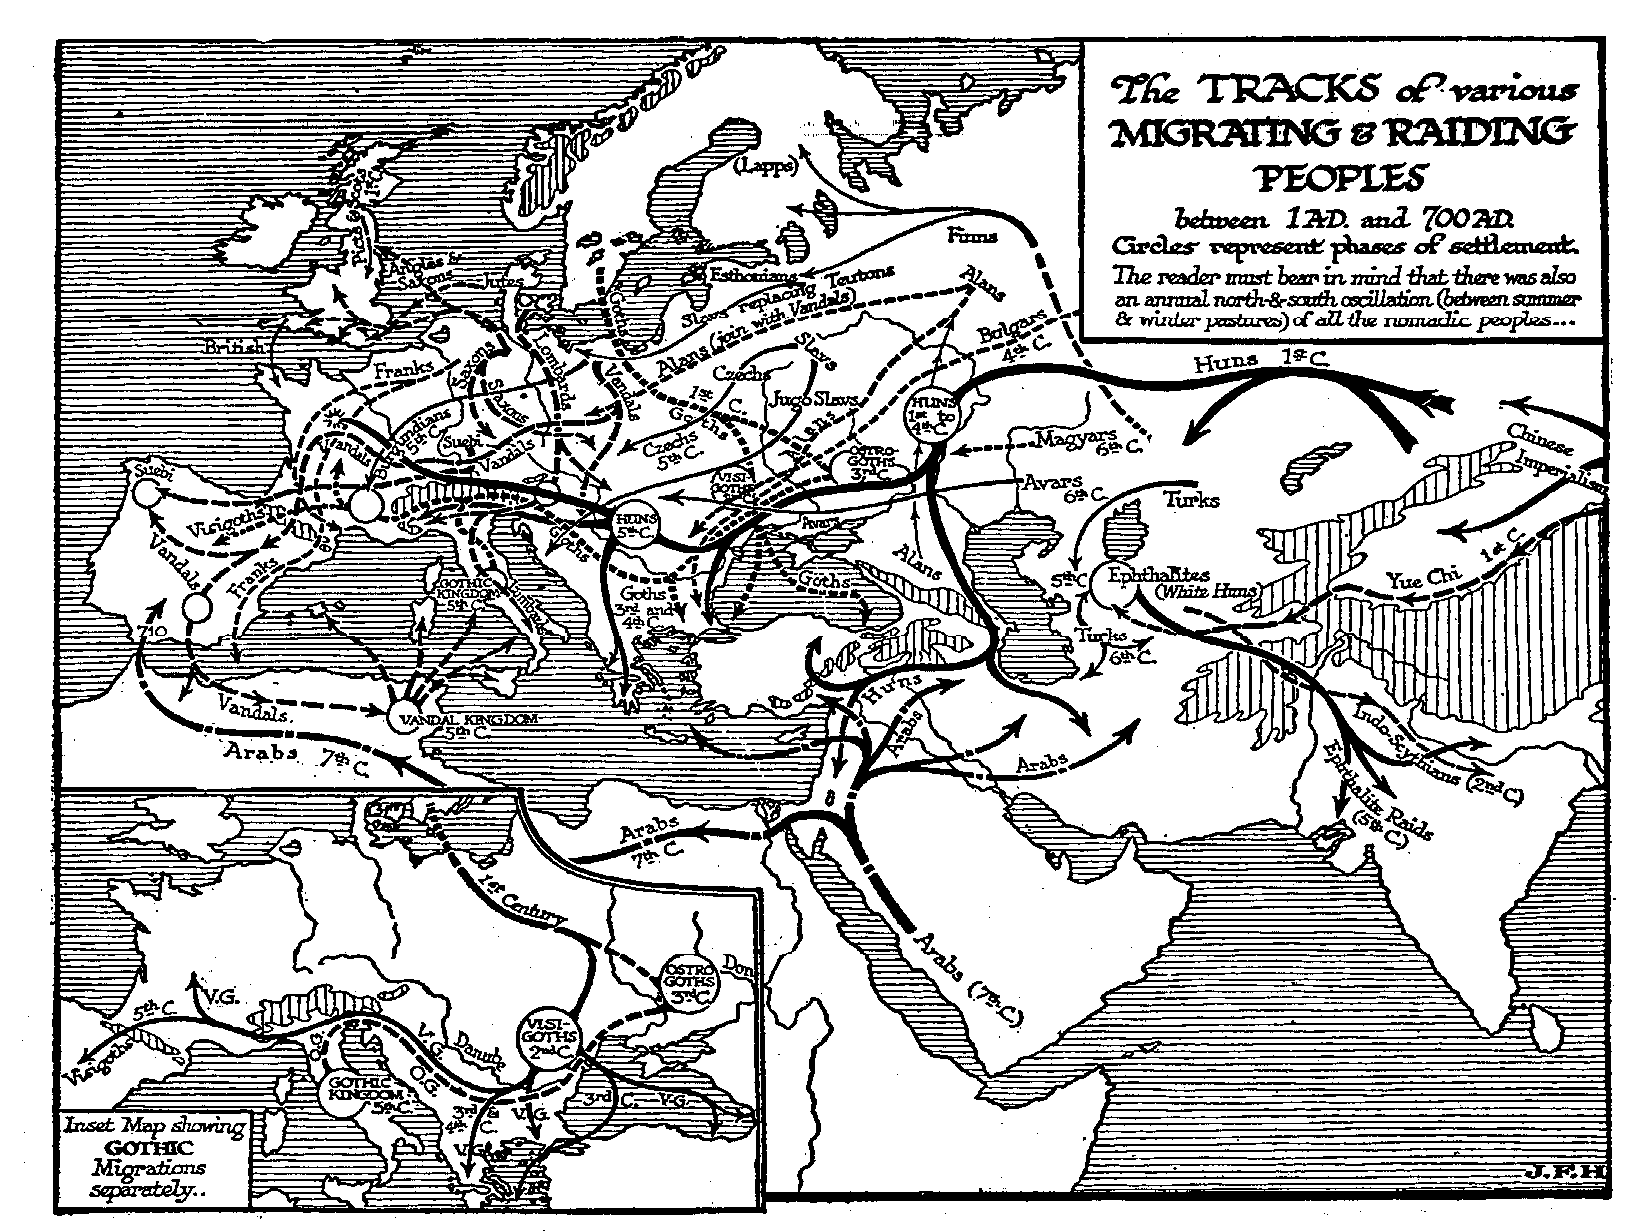 The TRACKS of various
MIGRATING & RAIDING
PEOPLES
between 1 A.D. and 700 A.D.
Circles represent phases of settlement.
The reader must bear in mind that there was also
an annual north-&-south oscillation (between summer
& winter pastures) of all the nomadic peoples...
(Lapps)
Finns
Picts & Scots
1st C.
Angles &
Saxons
Jutes
Esthonians
Slavs replacing Teutons
Alans
Goths
Alans (join with Vandals)
Bulgars
4th C.
British
Franks
Saxons
Lombards
Vandals
Slavs
Czechs
Huns 1st C.
Saxons
1st C.
Goths
Jugo Slavs
HUNS
1st to
4th C.
Chinese
Imperialism
Burgundians
5th C.
Suebi
Vandals
Czechs
5th C.
Alans
Magyars
6th C.
Vandals
Suebi
VISI-
GOTHS
OSTRO-
GOTHS
3rd C.
Avars
6th C.
Turks
Visigoths
HUNS
5th C.
Avars
Vandals
Goths
Alans
1st C.
Yue Chi
Franks
GOTHIC
KINGDOM
5th C.
Lombards
Goths
3rd and
4th C.
Goths
5th C.
Ephthalites
(White Huns)
710
Turks
6th C.
Vandals.
VANDAL KINGDOM
5th C.
Huns
Arabs
Arabs 7th C.
Arabs
Indo-Scythians (2nd C.)
Ephthalite Raids
(5th C.)
Arabs
7th C.
Arabs (7th C.)
1st Century
OSTRO
GOTHS
3rd C.
Don
5th C.
V.G.
Visigoths
VISI-
GOTHS
2nd C.
V.G.
Danube
O.G.
O.G.
GOTHIC
KINGDOM
5th C.
3rd &
4th C.
V.G.
V.G.
3rd C.
V.G.
Inset Map showing
GOTHIC
Migrations
separately..
J.F.H